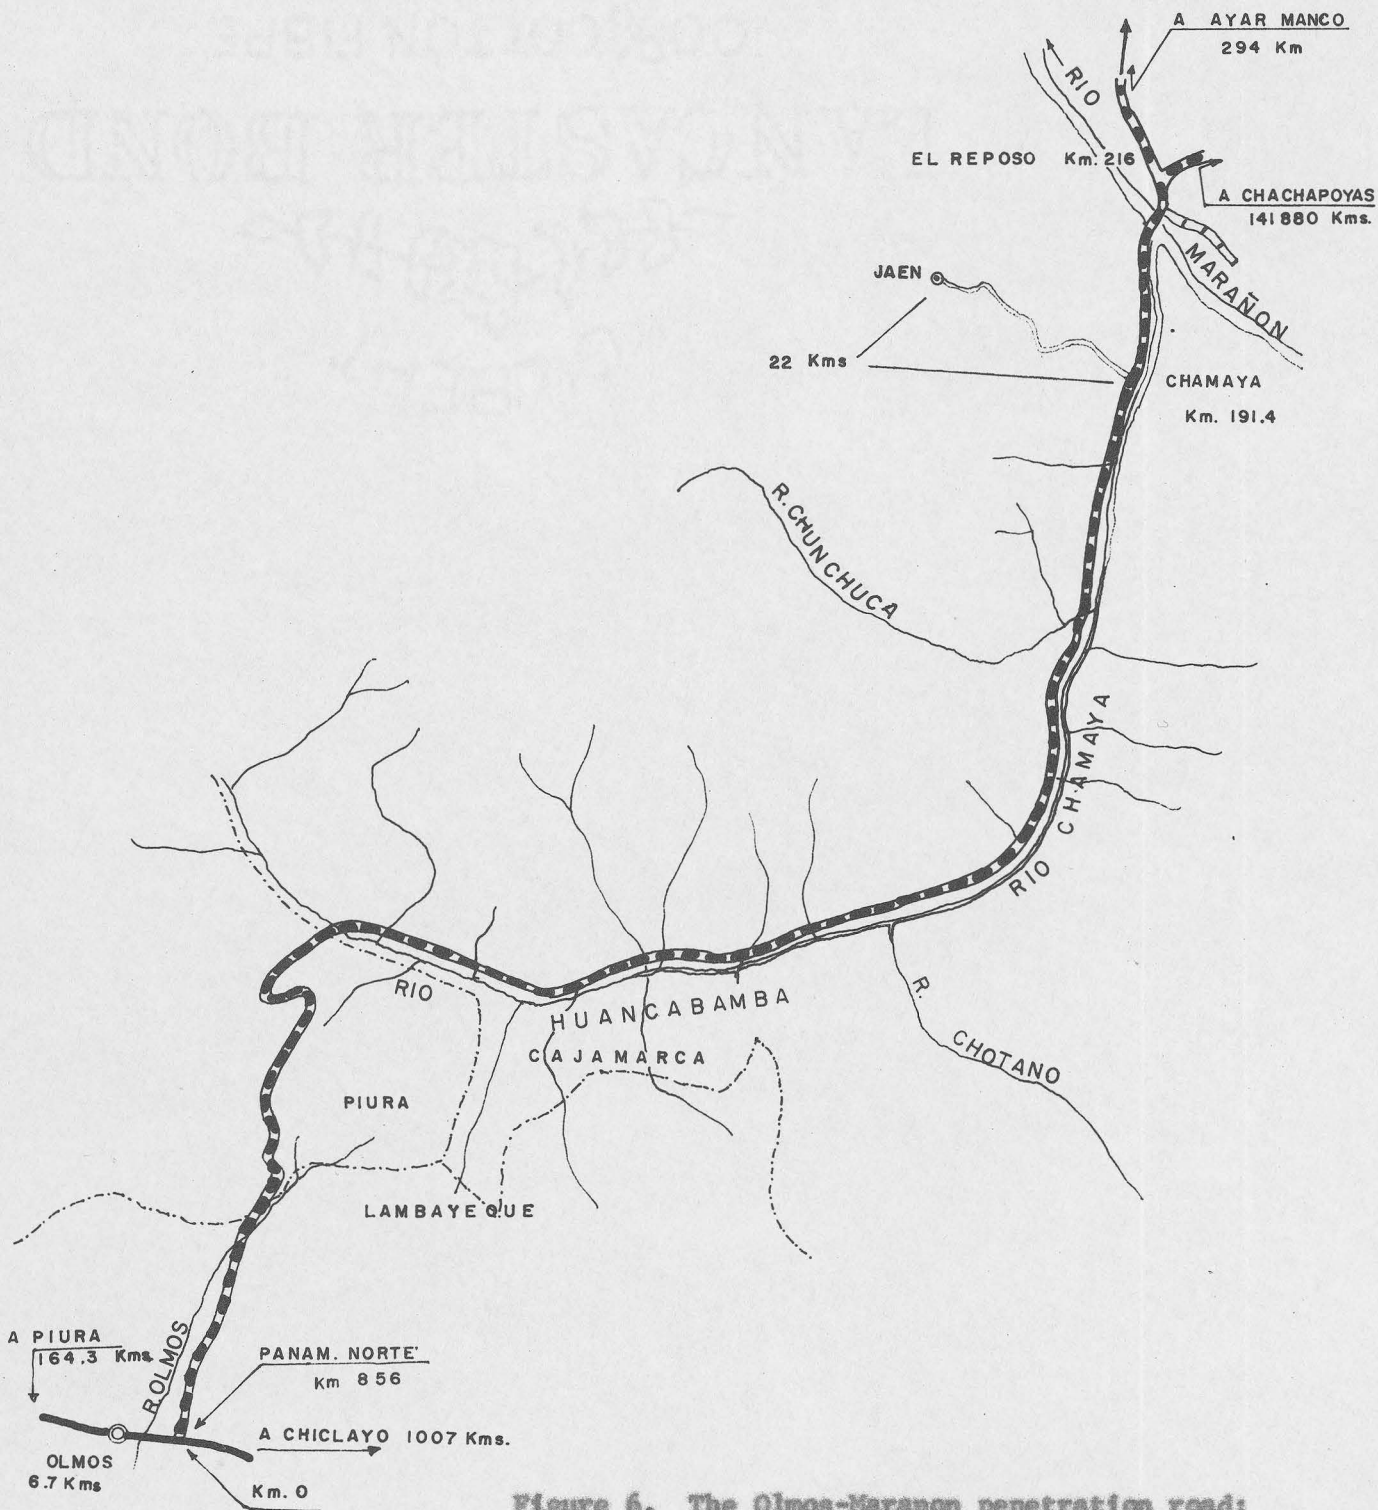 A AYAR MANCO
294 Km
RIO
EL REPOSO Km. 216
A CHACHAPOYAS
141880 Kms.
MARAÑON
JAEN
22 Kms
CHAMAYA
Km. 191.4
R. CHUNCHUCA
RIO CHAMAYA
RIO
HUANCABAMBA
R. CHOTANO
CAJAMARCA
PIURA
LAMBAYEQUE
R. OLMOS
A PIURA
164.3 Kms.
PANAM. NORTE
Km 856
A CHICLAYO 1007 Kms.
OLMOS
6.7 Kms
Km. 0
Figure 6. The Olmos-Maranon penetration road: